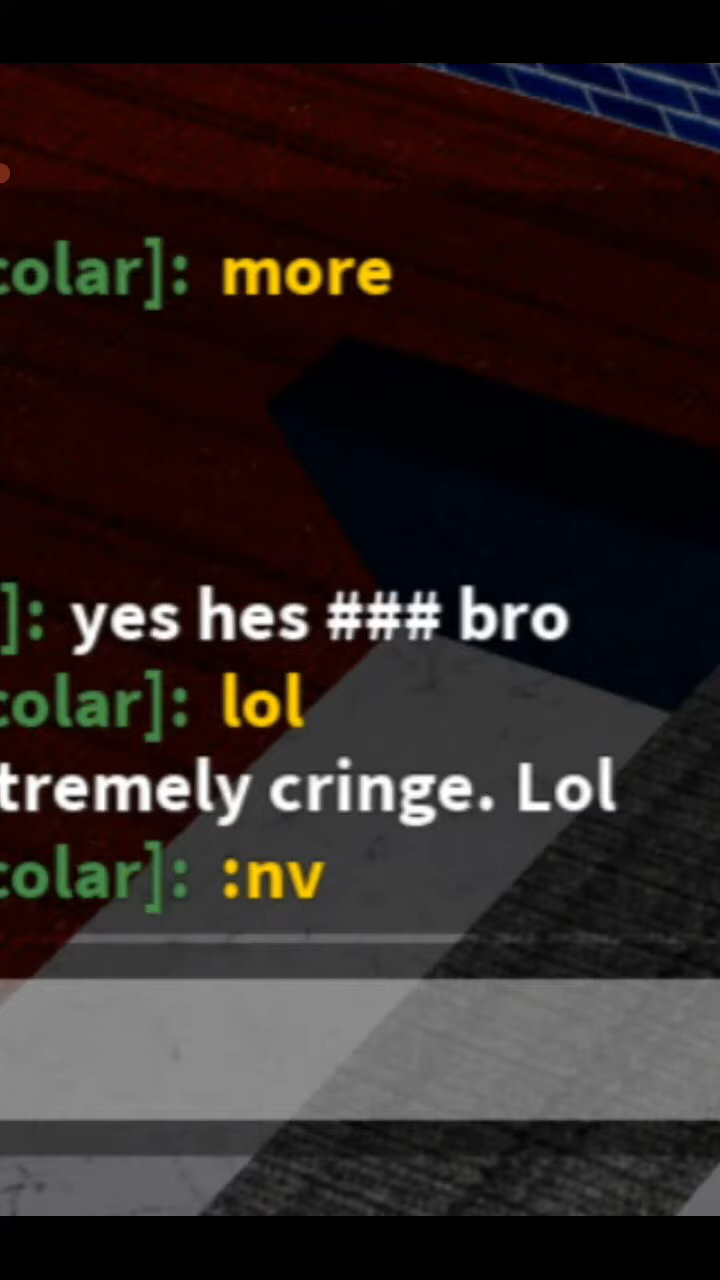 colar]: more
]: yes hes ### bro
colar]: lol
tremely cringe. Lol
colar]: :nv